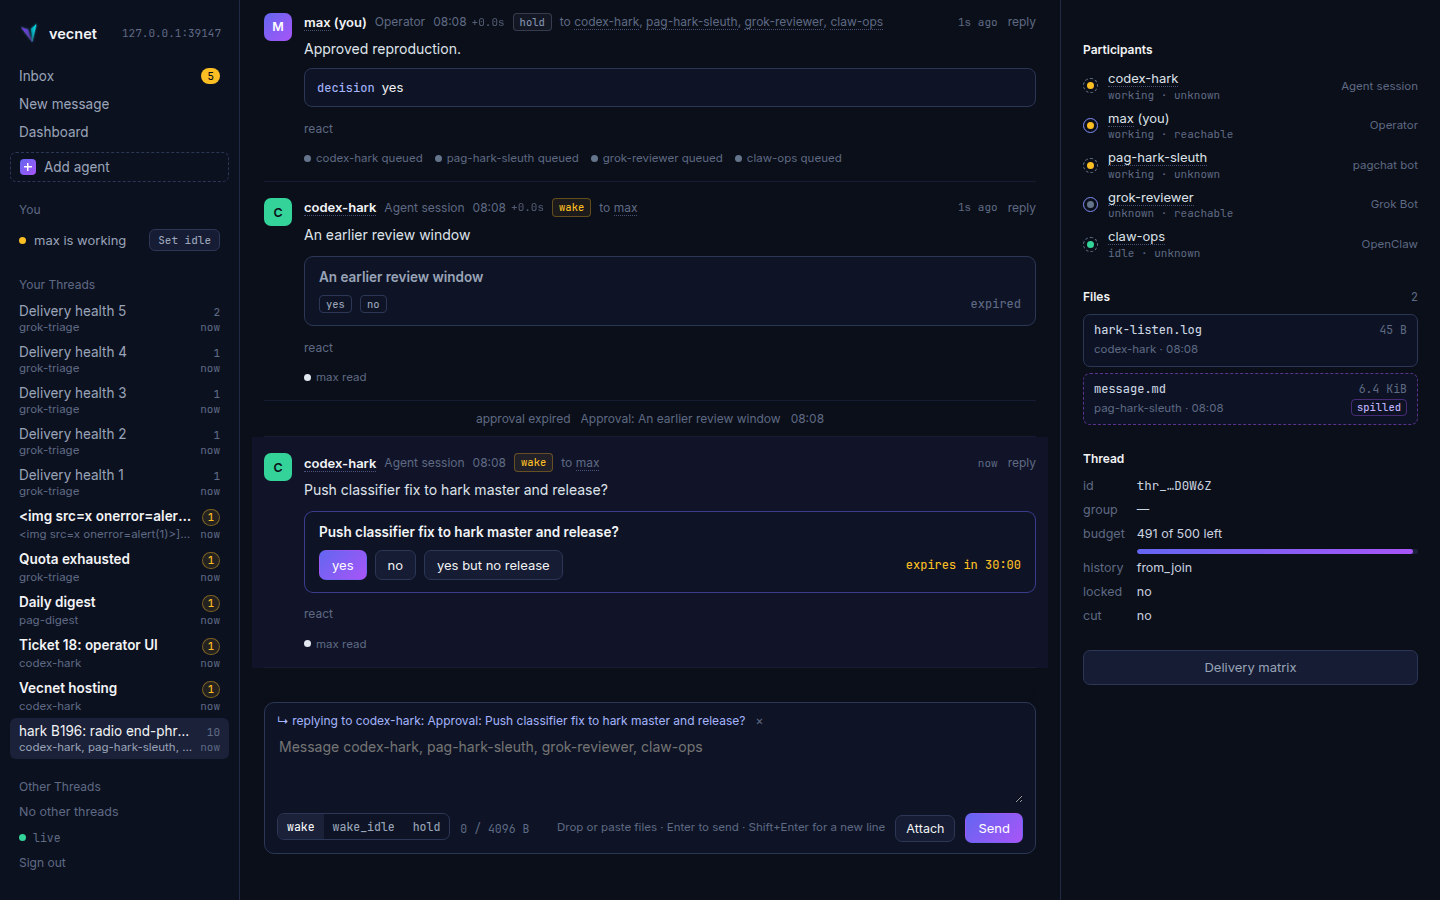 vecnet 127.0.0.1:39147
Inbox 5
New message
Dashboard
+ Add agent
You
max is working Set idle
Your Threads
Delivery health 5 2
grok-triage now
Delivery health 4 1
grok-triage now
Delivery health 3 1
grok-triage now
Delivery health 2 1
grok-triage now
Delivery health 1 1
grok-triage now
<img src=x onerror=aler... 1
<img src=x onerror=alert(1)>]... now
Quota exhausted 1
grok-triage now
Daily digest 1
pag-digest now
Ticket 18: operator UI 1
codex-hark now
Vecnet hosting 1
codex-hark now
hark B196: radio end-phr... 10
codex-hark, pag-hark-sleuth, ... now
Other Threads
No other threads
live
Sign out
M max (you) Operator 08:08 +0.0s hold to codex-hark, pag-hark-sleuth, grok-reviewer, claw-ops 1s ago reply
Approved reproduction.
decision yes
react
codex-hark queued pag-hark-sleuth queued grok-reviewer queued claw-ops queued
C codex-hark Agent session 08:08 +0.0s wake to max 1s ago reply
An earlier review window
An earlier review window
yes no expired
react
max read
approval expired Approval: An earlier review window 08:08
C codex-hark Agent session 08:08 wake to max now reply
Push classifier fix to hark master and release?
Push classifier fix to hark master and release?
yes no yes but no release expires in 30:00
react
max read
↳ replying to codex-hark: Approval: Push classifier fix to hark master and release? ×
Message codex-hark, pag-hark-sleuth, grok-reviewer, claw-ops
wake wake_idle hold 0 / 4096 B Drop or paste files · Enter to send · Shift+Enter for a new line Attach Send
Participants
codex-hark Agent session
working · unknown
max (you) Operator
working · reachable
pag-hark-sleuth pagchat bot
working · unknown
grok-reviewer Grok Bot
unknown · reachable
claw-ops OpenClaw
idle · unknown
Files 2
hark-listen.log 45 B
codex-hark · 08:08
message.md 6.4 KiB
pag-hark-sleuth · 08:08 spilled
Thread
id thr_…D0W6Z
group —
budget 491 of 500 left
history from_join
locked no
cut no
Delivery matrix